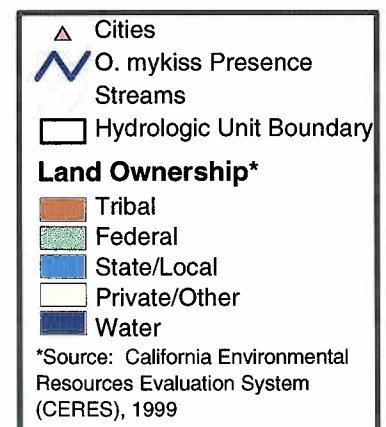 Cities
O. mykiss Presence
Streams
Hydrologic Unit Boundary
Land Ownership*
Tribal
Federal
State/Local
Private/Other
Water
*Source: California Environmental
Resources Evaluation System
(CERES), 1999